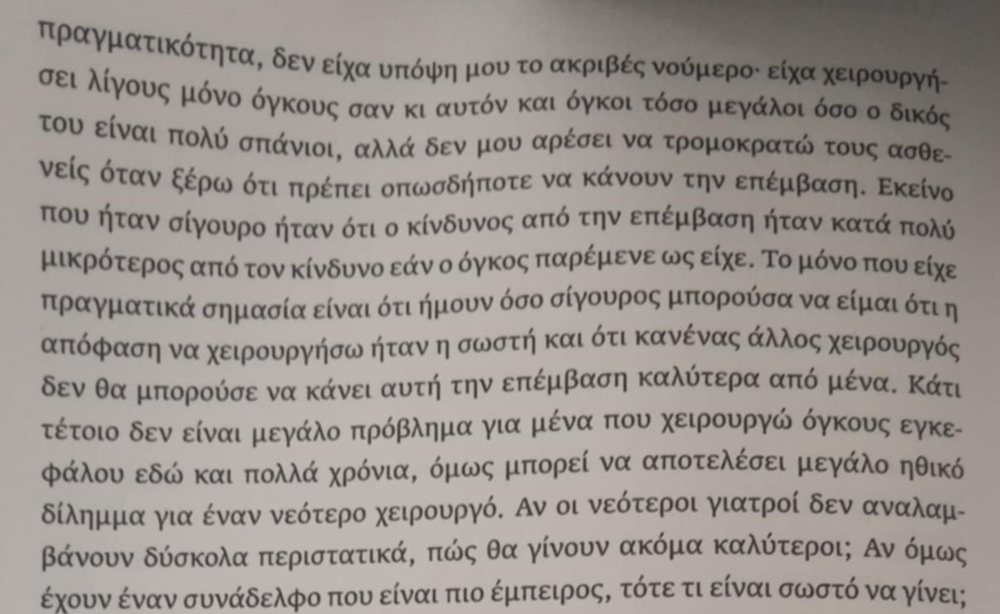 πραγματικότητα, δεν είχα υπόψη μου το ακριβές νούμερο· είχα χειρουργή-
σει λίγους μόνο όγκους σαν κι αυτόν και όγκοι τόσο μεγάλοι όσο ο δικός
του είναι πολύ σπάνιοι, αλλά δεν μου αρέσει να τρομοκρατώ τους ασθε-
νείς όταν ξέρω ότι πρέπει οπωσδήποτε να κάνουν την επέμβαση. Εκείνο
που ήταν σίγουρο ήταν ότι ο κίνδυνος από την επέμβαση ήταν κατά πολύ
μικρότερος από τον κίνδυνο εάν ο όγκος παρέμενε ως είχε. Το μόνο που είχε
πραγματικά σημασία είναι ότι ήμουν όσο σίγουρος μπορούσα να είμαι ότι η
απόφαση να χειρουργήσω ήταν η σωστή και ότι κανένας άλλος χειρουργός
δεν θα μπορούσε να κάνει αυτή την επέμβαση καλύτερα από μένα. Κάτι
τέτοιο δεν είναι μεγάλο πρόβλημα για μένα που χειρουργώ όγκους εγκε-
φάλου εδώ και πολλά χρόνια, όμως μπορεί να αποτελέσει μεγάλο ηθικό
δίλημμα για έναν νεότερο χειρουργό. Αν οι νεότεροι γιατροί δεν αναλαμ-
βάνουν δύσκολα περιστατικά, πώς θα γίνουν ακόμα καλύτεροι; Αν όμως
έχουν έναν συνάδελφο που είναι πιο έμπειρος, τότε τι είναι σωστό να γίνει;